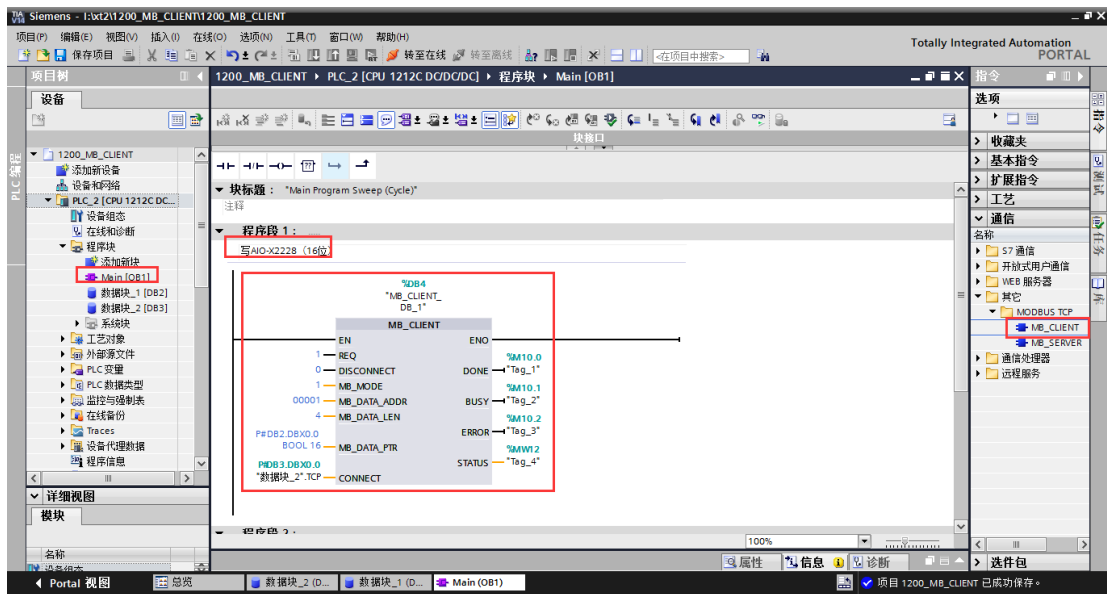 Siemens - I:\xt2\1200_MB_CLIENT\1200_MB_CLIENT
项目(P) 编辑(E) 视图(V) 插入(I) 在线(O) 选项(N) 工具(T) 窗口(W) 帮助(H)
Totally Integrated Automation
PORTAL
保存项目 转至在线 转至离线 <在项目中搜索>
项目树
1200_MB_CLIENT ▸ PLC_2 [CPU 1212C DC/DC/DC] ▸ 程序块 ▸ Main [OB1]
指令
设备
选项
块接口
PLC 编程
1200_MB_CLIENT
添加新设备
设备和网络
PLC_2 [CPU 1212C DC...
设备组态
在线和诊断
程序块
添加新块
Main [OB1]
数据块_1 [DB2]
数据块_2 [DB3]
系统块
工艺对象
外部源文件
PLC 变量
PLC 数据类型
监控与强制表
在线备份
Traces
设备代理数据
程序信息
详细视图
模块
名称
设备组态
块标题： "Main Program Sweep (Cycle)"
注释
程序段 1：
写AIO-X2228（16位）
%DB4
"MB_CLIENT_
DB_1"
MB_CLIENT
EN ENO
1 REQ
0 DISCONNECT
1 MB_MODE
00001 MB_DATA_ADDR
4 MB_DATA_LEN
P#DB2.DBX0.0
BOOL 16 MB_DATA_PTR
P#DB3.DBX0.0
"数据块_2".TCP CONNECT
%M10.0
DONE "Tag_1"
%M10.1
BUSY "Tag_2"
%M10.2
ERROR "Tag_3"
%MW12
STATUS "Tag_4"
程序段 2：
100%
属性 信息 诊断
收藏夹
基本指令
扩展指令
工艺
通信
名称
S7 通信
开放式用户通信
WEB 服务器
其它
MODBUS TCP
MB_CLIENT
MB_SERVER
通信处理器
远程服务
选件包
测试
任务
库
Portal 视图 总览 数据块_2 (D... 数据块_1 (D... Main (OB1)
项目 1200_MB_CLIENT 已成功保存。